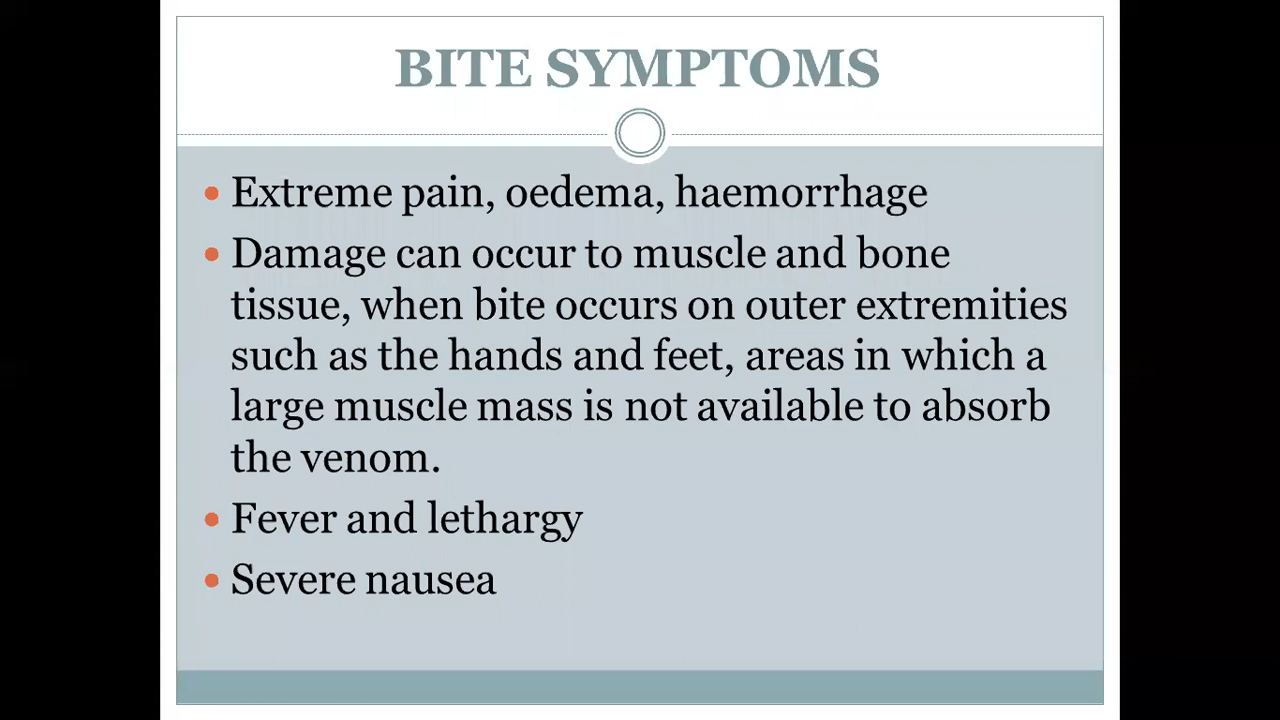 BITE SYMPTOMS
• Extreme pain, oedema, haemorrhage
• Damage can occur to muscle and bone
tissue, when bite occurs on outer extremities
such as the hands and feet, areas in which a
large muscle mass is not available to absorb
the venom.
• Fever and lethargy
• Severe nausea